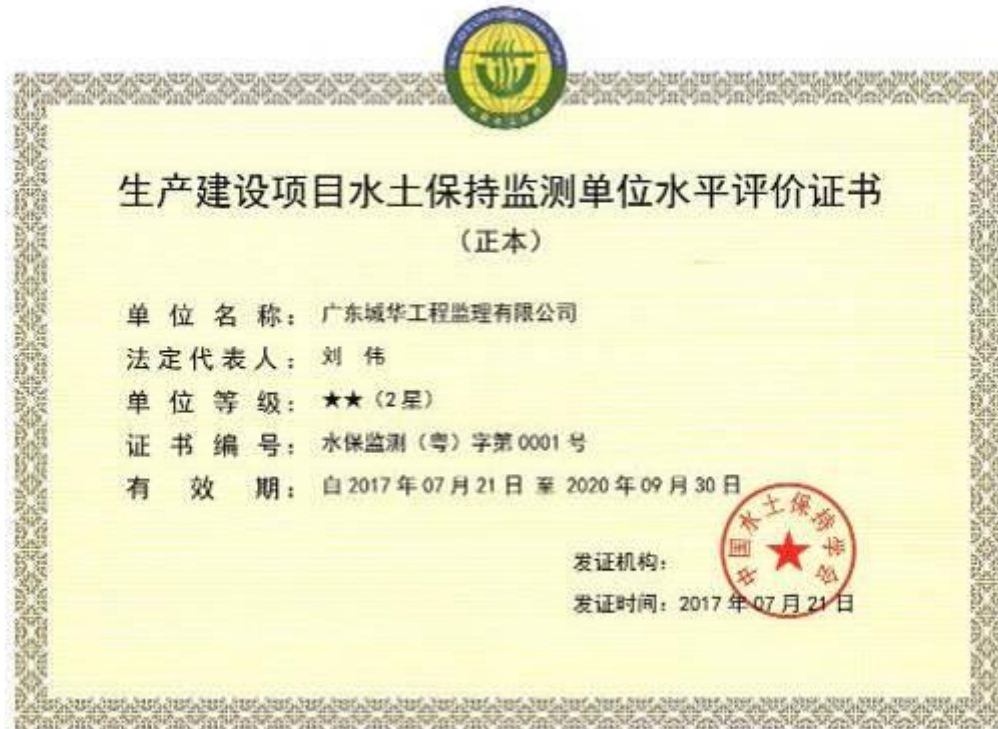 生产建设项目水土保持监测单位水平评价证书
（正本）
单位名称：广东城华工程监理有限公司
法定代表人：刘 伟
单位等级：★★（2星）
证书编号：水保监测（粤）字第0001号
有效期：自2017年07月21日至2020年09月30日
中国水土保持学会
发证机构：
发证时间：2017年07月21日